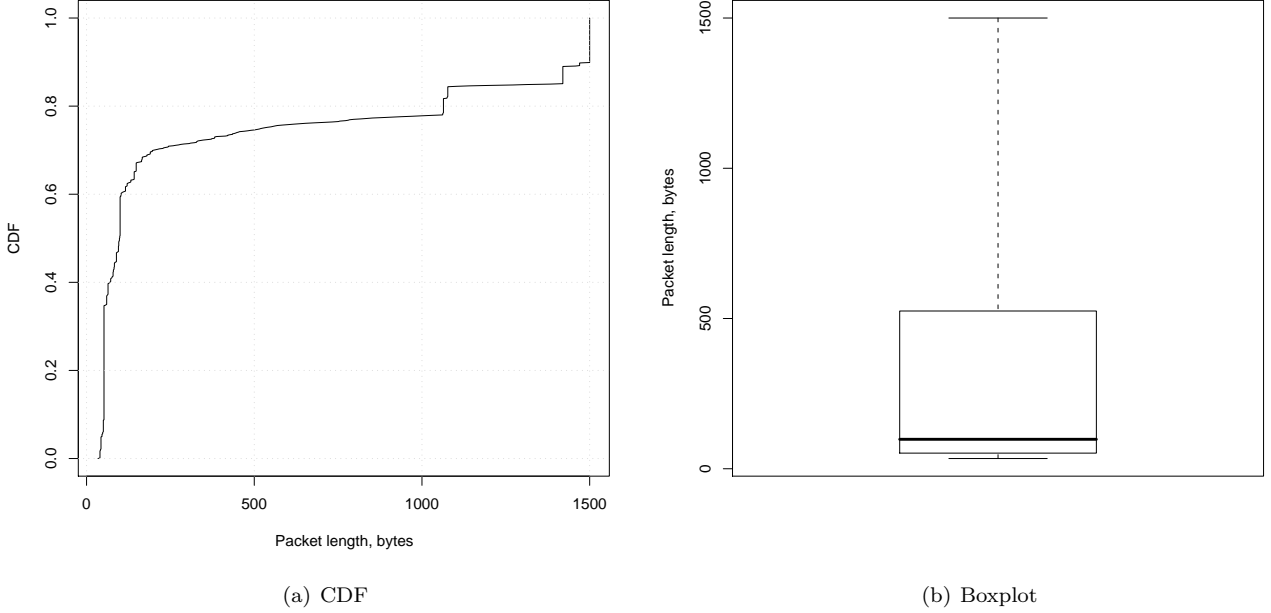 1.0
0.8
0.6
0.4
0.2
0.0
CDF
0 500 1000 1500
Packet length, bytes
(a) CDF
1500
1000
500
0
Packet length, bytes
(b) Boxplot